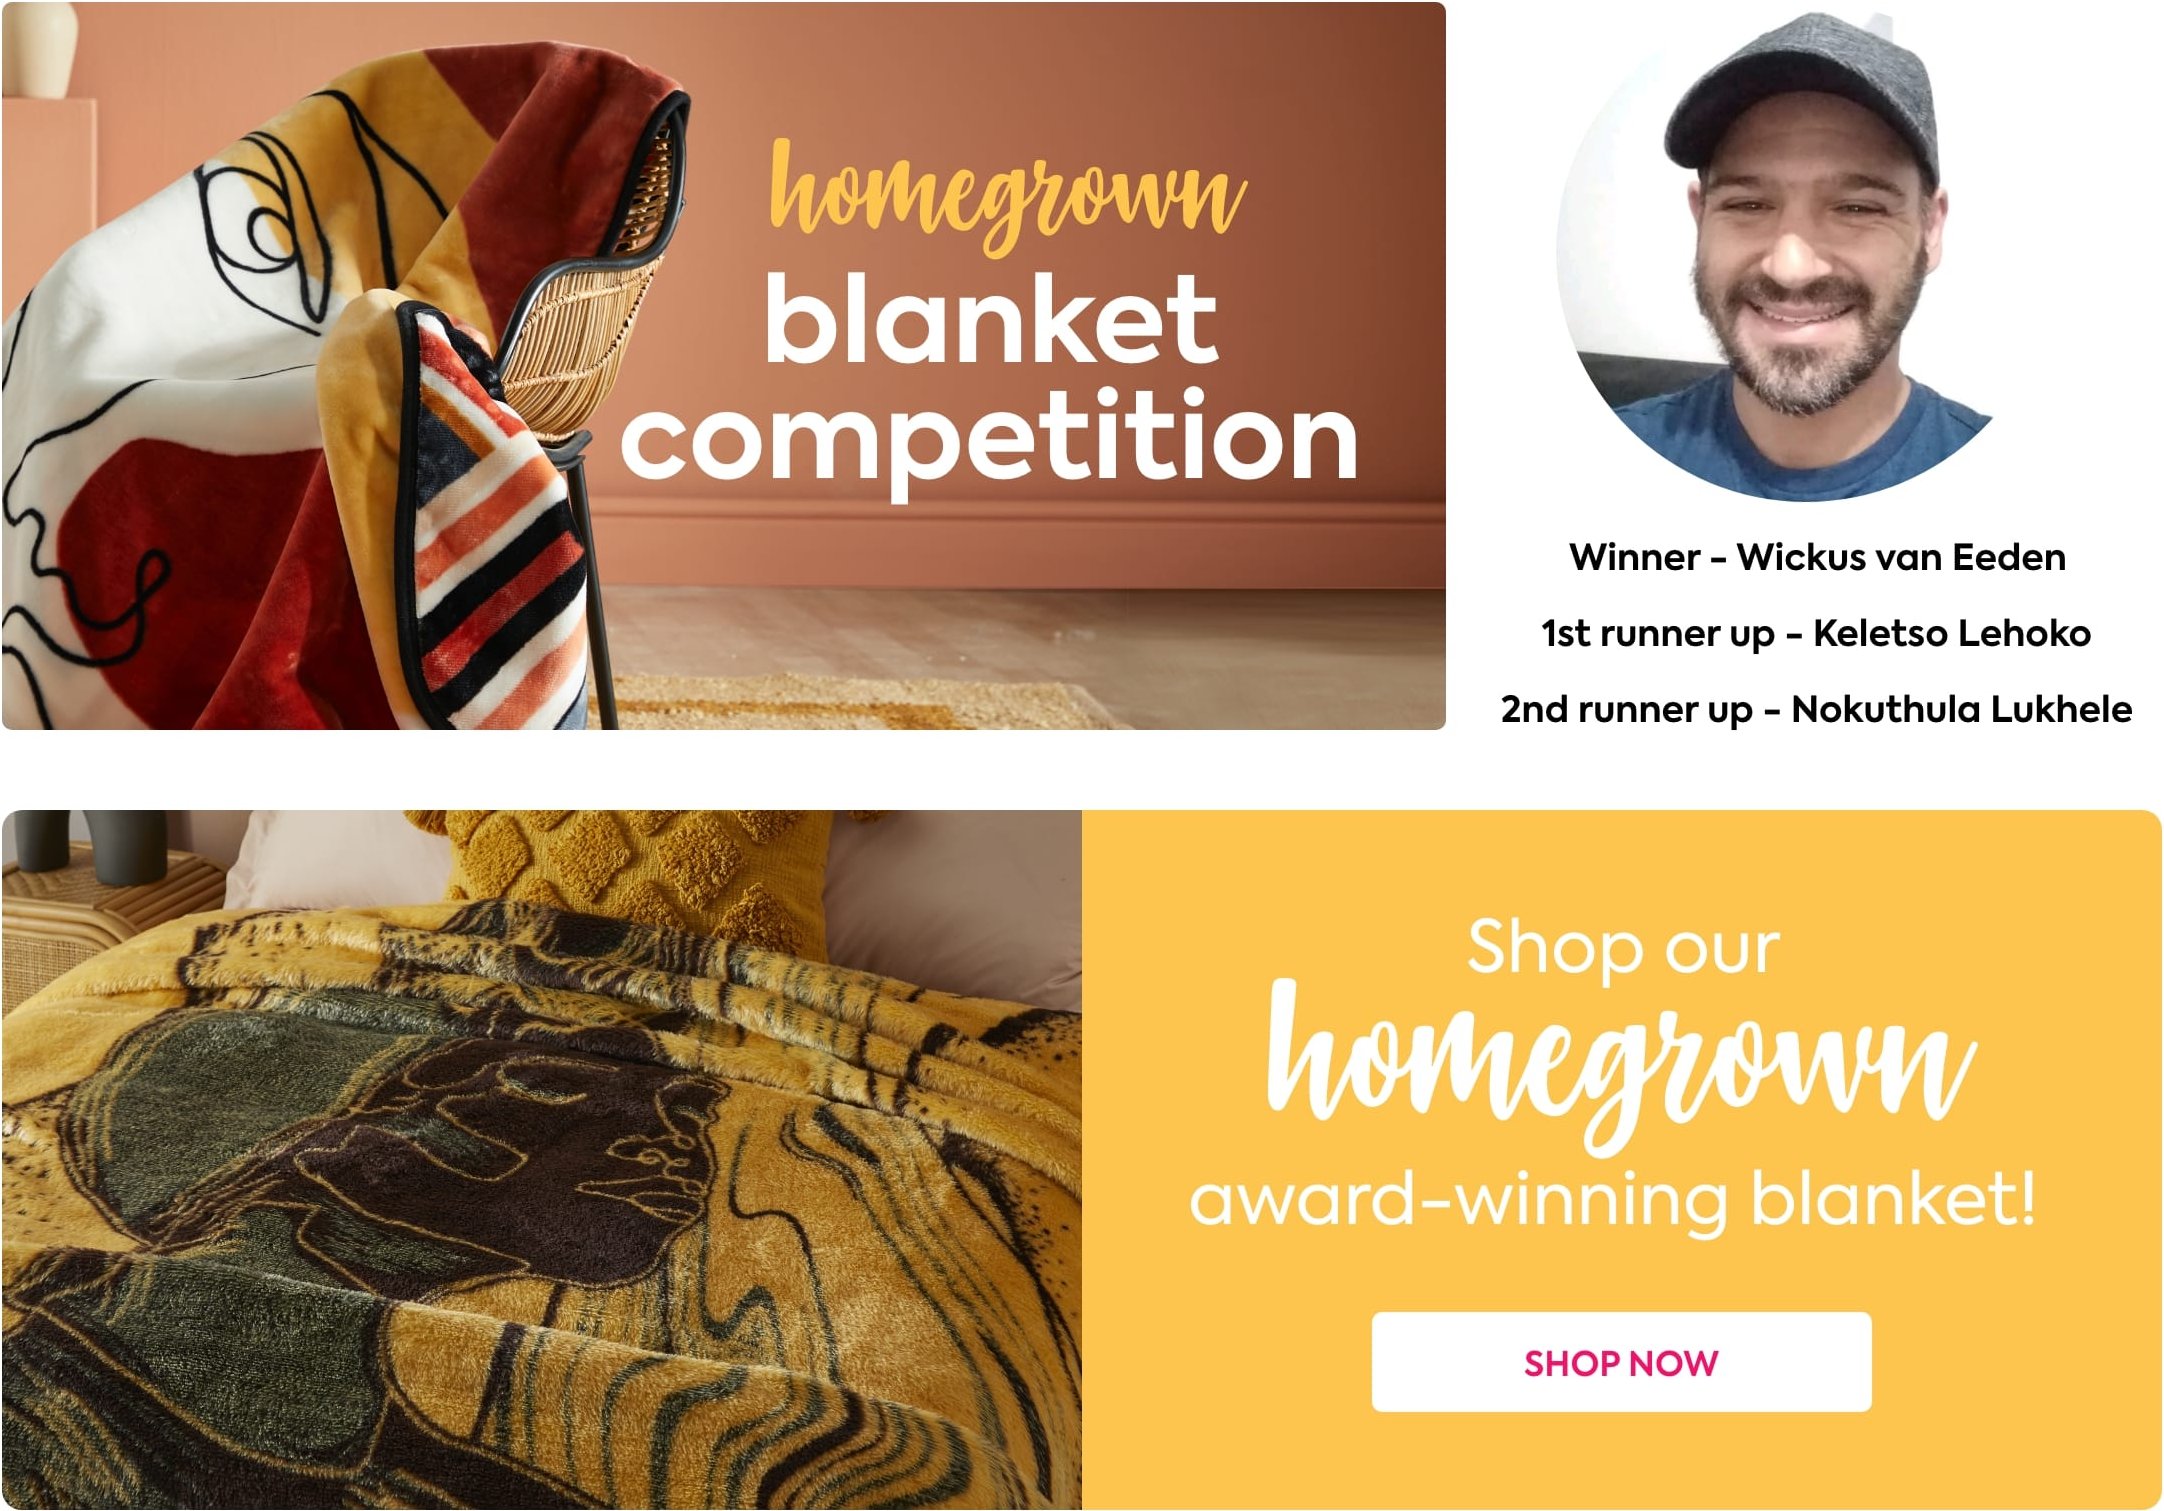 homegrown
blanket
competition
Winner - Wickus van Eeden
1st runner up - Keletso Lehoko
2nd runner up - Nokuthula Lukhele
Shop our
homegrown
award-winning blanket!
SHOP NOW